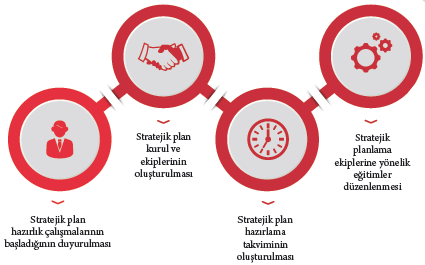 Stratejik plan
hazırlık çalışmalarının
başladığının duyurulması
Stratejik plan
kurul ve
ekiplerinin
oluşturulması
Stratejik plan
hazırlama
takviminin
oluşturulması
Stratejik
planlama
ekiplerine yönelik
eğitimler
düzenlenmesi